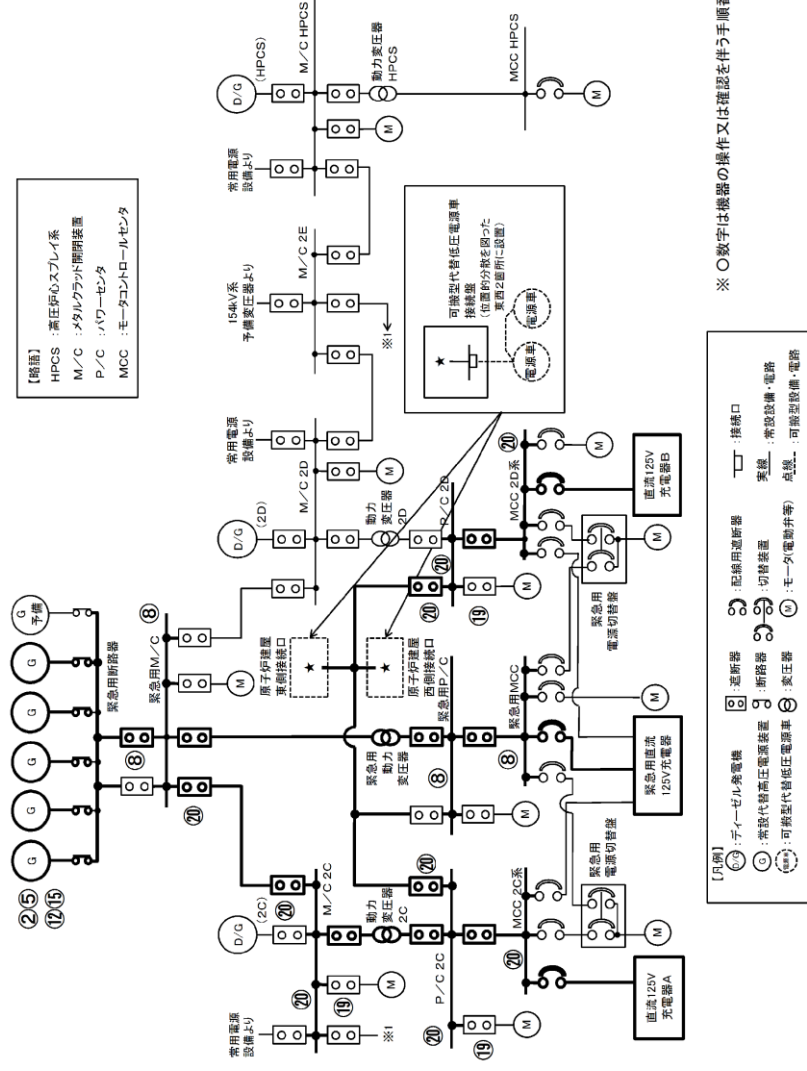 【略語】
HPCS :高圧炉心スプレイ系
M/C :メタルクラッド開閉装置
P/C :パワーセンタ
MCC :モータコントロールセンタ
②⑤
⑫⑮
G
G
G
G
G
G
予備
緊急用断路器
⑧
⑳
緊急用M/C
⑧
M
常用電源
設備より
D/G
(2C)
⑳
M/C 2C
⑳
⑲
M
※1
動力
変圧器
2C
⑳
P/C 2C
⑳
⑲
M
MCC 2C系
⑳
直流125V
充電器A
M
緊急用
電源切替盤
緊急用
動力
変圧器
緊急用P/C
⑧
M
緊急用MCC
⑧
M
緊急用直流
125V充電器
原子炉建屋
東側接続口
★
原子炉建屋
西側接続口
★
D/G
(2D)
常用電源
設備より
M/C 2D
M
動力
変圧器
2D
P/C 2D
⑳
⑳
⑲
M
MCC 2D系
⑳
M
緊急用
電源切替盤
M
直流125V
充電器B
154kV系
予備変圧器より
M/C 2E
※1
可搬型代替低圧電源車
接続盤
(位置的分散を図った
東西2箇所に設置)
★
電源車
電源車
常用電源
設備より
D/G
(HPCS)
M/C HPCS
M
動力変圧器
HPCS
MCC HPCS
M
【凡例】
D/G :ディーゼル発電機
G :常設代替高圧電源装置
電源車 :可搬型代替低圧電源車
:遮断器
:断路器
:変圧器
:配線用遮断器
:切替装置
M :モータ(電動弁等)
:接続口
実線 :常設設備・電路
点線 :可搬型設備・電路
※ ○数字は機器の操作又は確認を伴う手順番